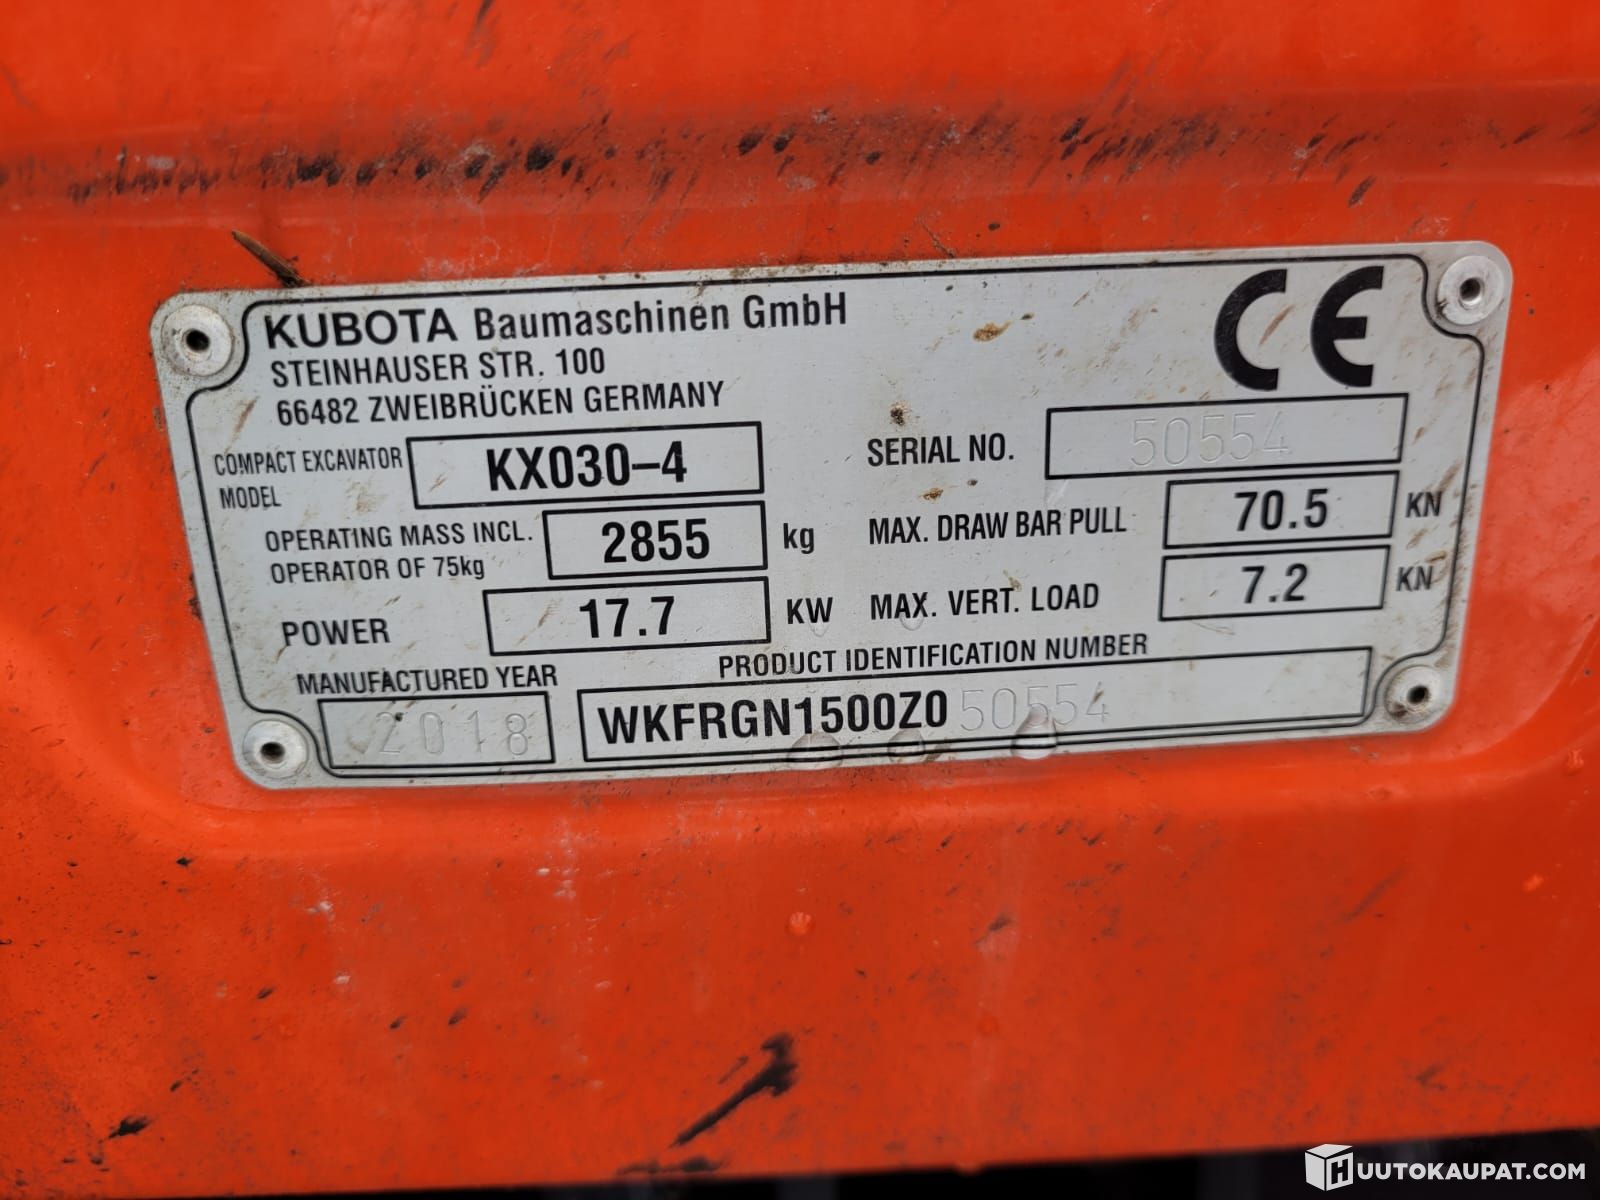 KUBOTA Baumaschinen GmbH
STEINHAUSER STR. 100
66482 ZWEIBRÜCKEN GERMANY
CE
COMPACT EXCAVATOR MODEL KX030-4
SERIAL NO. 50554
OPERATING MASS INCL. OPERATOR OF 75kg 2855 kg
MAX. DRAW BAR PULL 70.5 KN
POWER 17.7 KW
MAX. VERT. LOAD 7.2 KN
MANUFACTURED YEAR
2018
PRODUCT IDENTIFICATION NUMBER
WKFRGN1500Z050554
HUUTOKAUPAT.COM